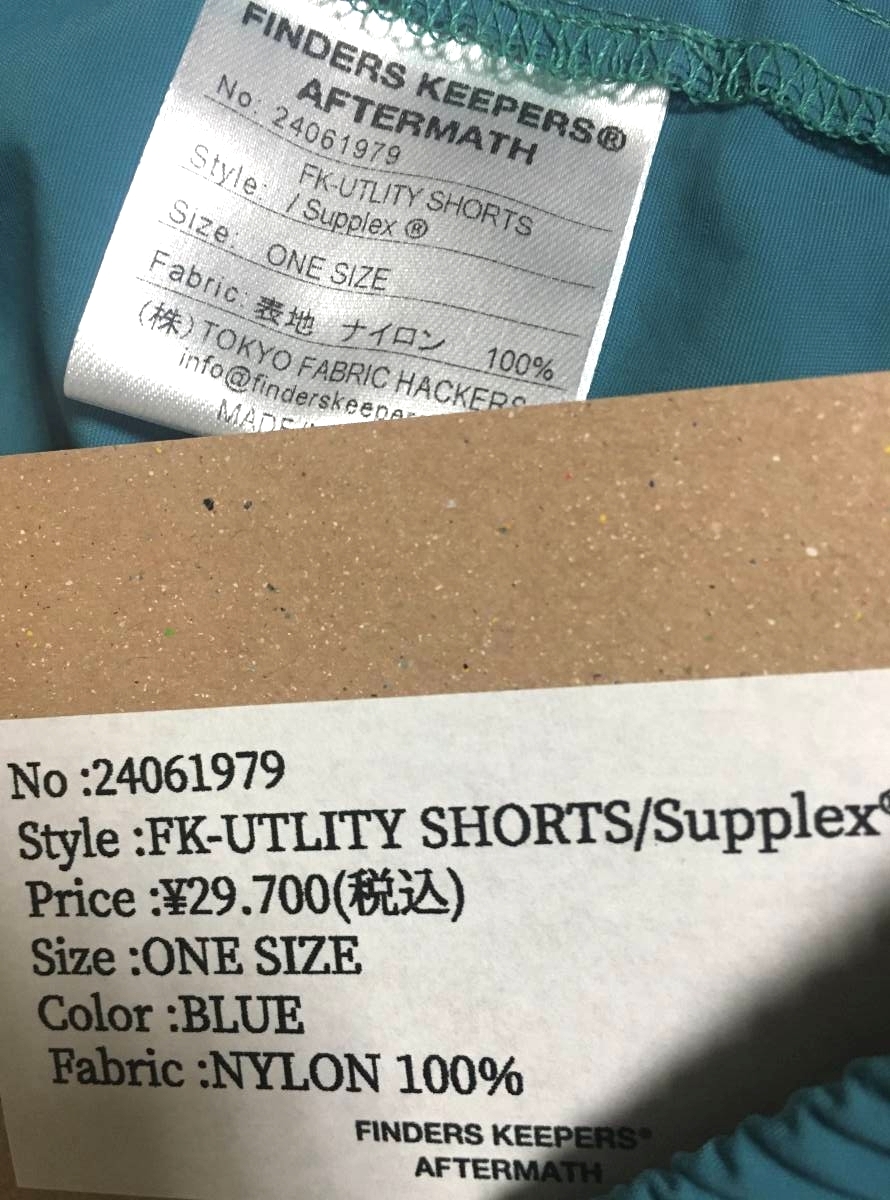 FINDERS KEEPERS®
AFTERMATH
No: 24061979
Style: FK-UTLITY SHORTS
/ Supplex ®
Size: ONE SIZE
Fabric: 表地 ナイロン 100%
(株) TOKYO FABRIC HACKERS
MADE
No :24061979
Style :FK-UTLITY SHORTS/Supplex®
Price :¥29.700(税込)
Size :ONE SIZE
Color :BLUE
Fabric :NYLON 100%
FINDERS KEEPERS®
AFTERMATH